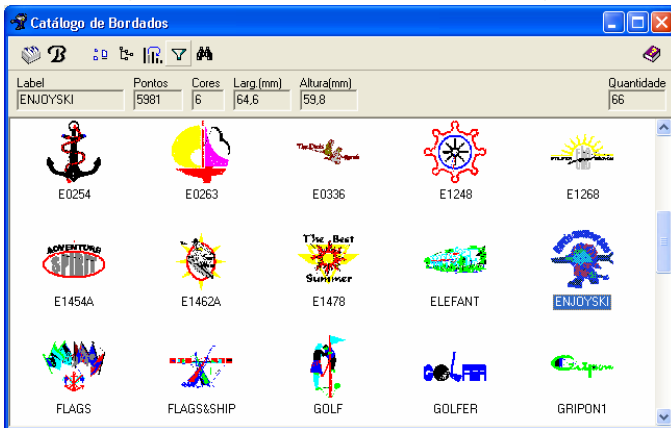 Catálogo de Bordados
B
Label Pontos Cores Larg.(mm) Altura(mm) Quantidade
ENJOYSKI 5981 6 64,6 59,8 66
E0254 E0263 E0336 E1248 E1268
ADVENTURE
SPIRIT
The Best
Summer
E1454A E1462A E1478 ELEFANT ENJOYSKI
GOLFER
Gripon
FLAGS FLAGS&SHIP GOLF GOLFER GRIPON1